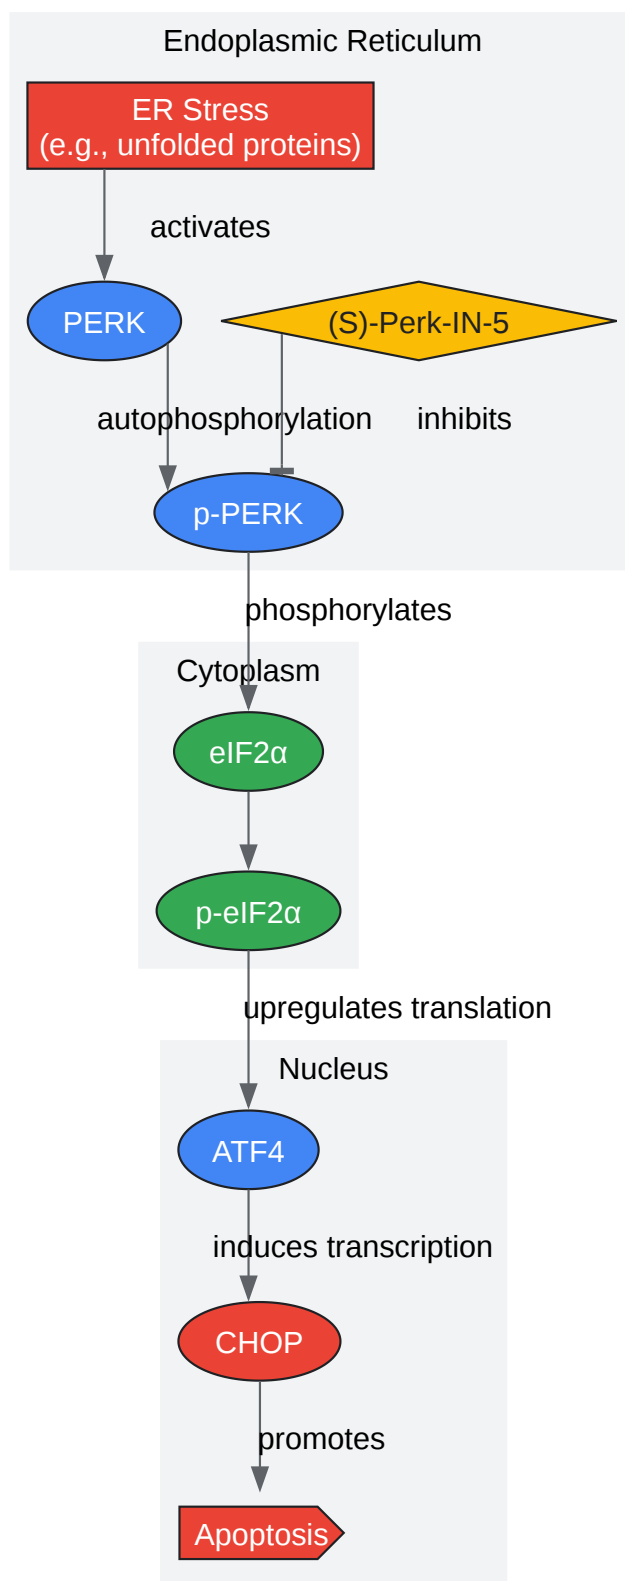 Endoplasmic Reticulum
ER Stress
(e.g., unfolded proteins)
activates
PERK
(S)-Perk-IN-5
autophosphorylation
inhibits
p-PERK
phosphorylates
Cytoplasm
eIF2α
p-eIF2α
upregulates translation
Nucleus
ATF4
induces transcription
CHOP
promotes
Apoptosis